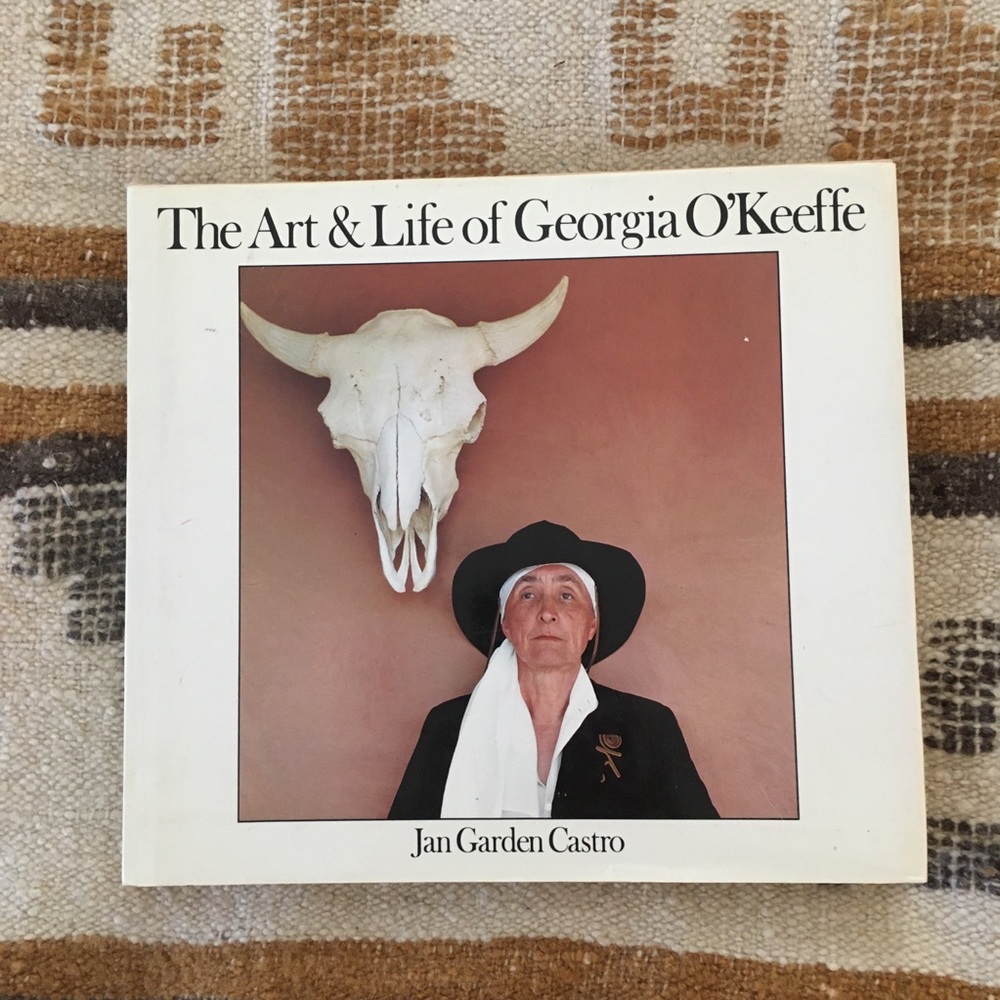 The Art & Life of Georgia O'Keeffe
Jan Garden Castro